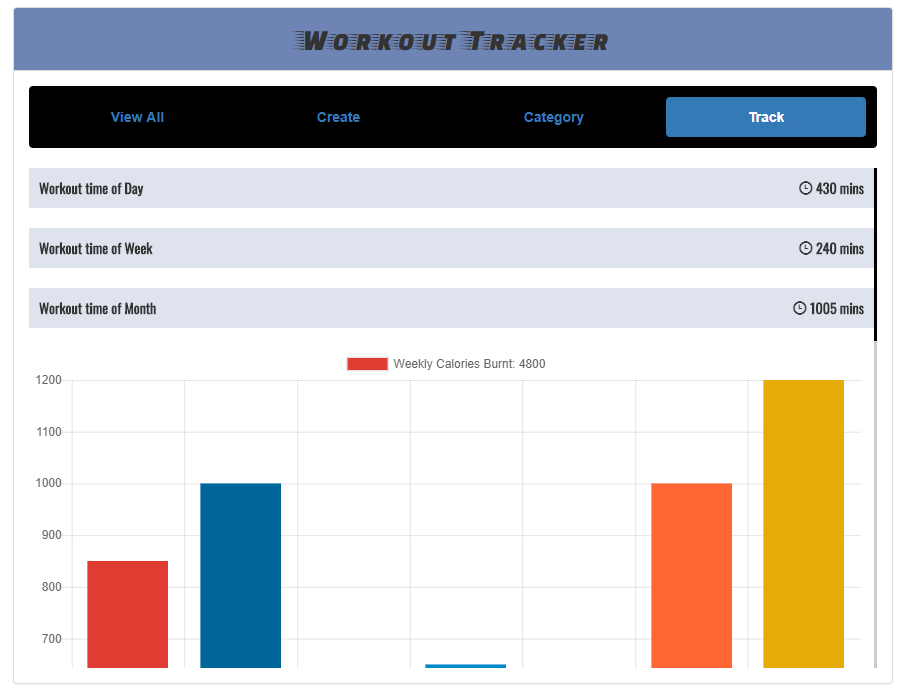 Workout Tracker
View All Create Category Track
Workout time of Day 430 mins
Workout time of Week 240 mins
Workout time of Month 1005 mins
Weekly Calories Burnt: 4800
1200
1100
1000
900
800
700